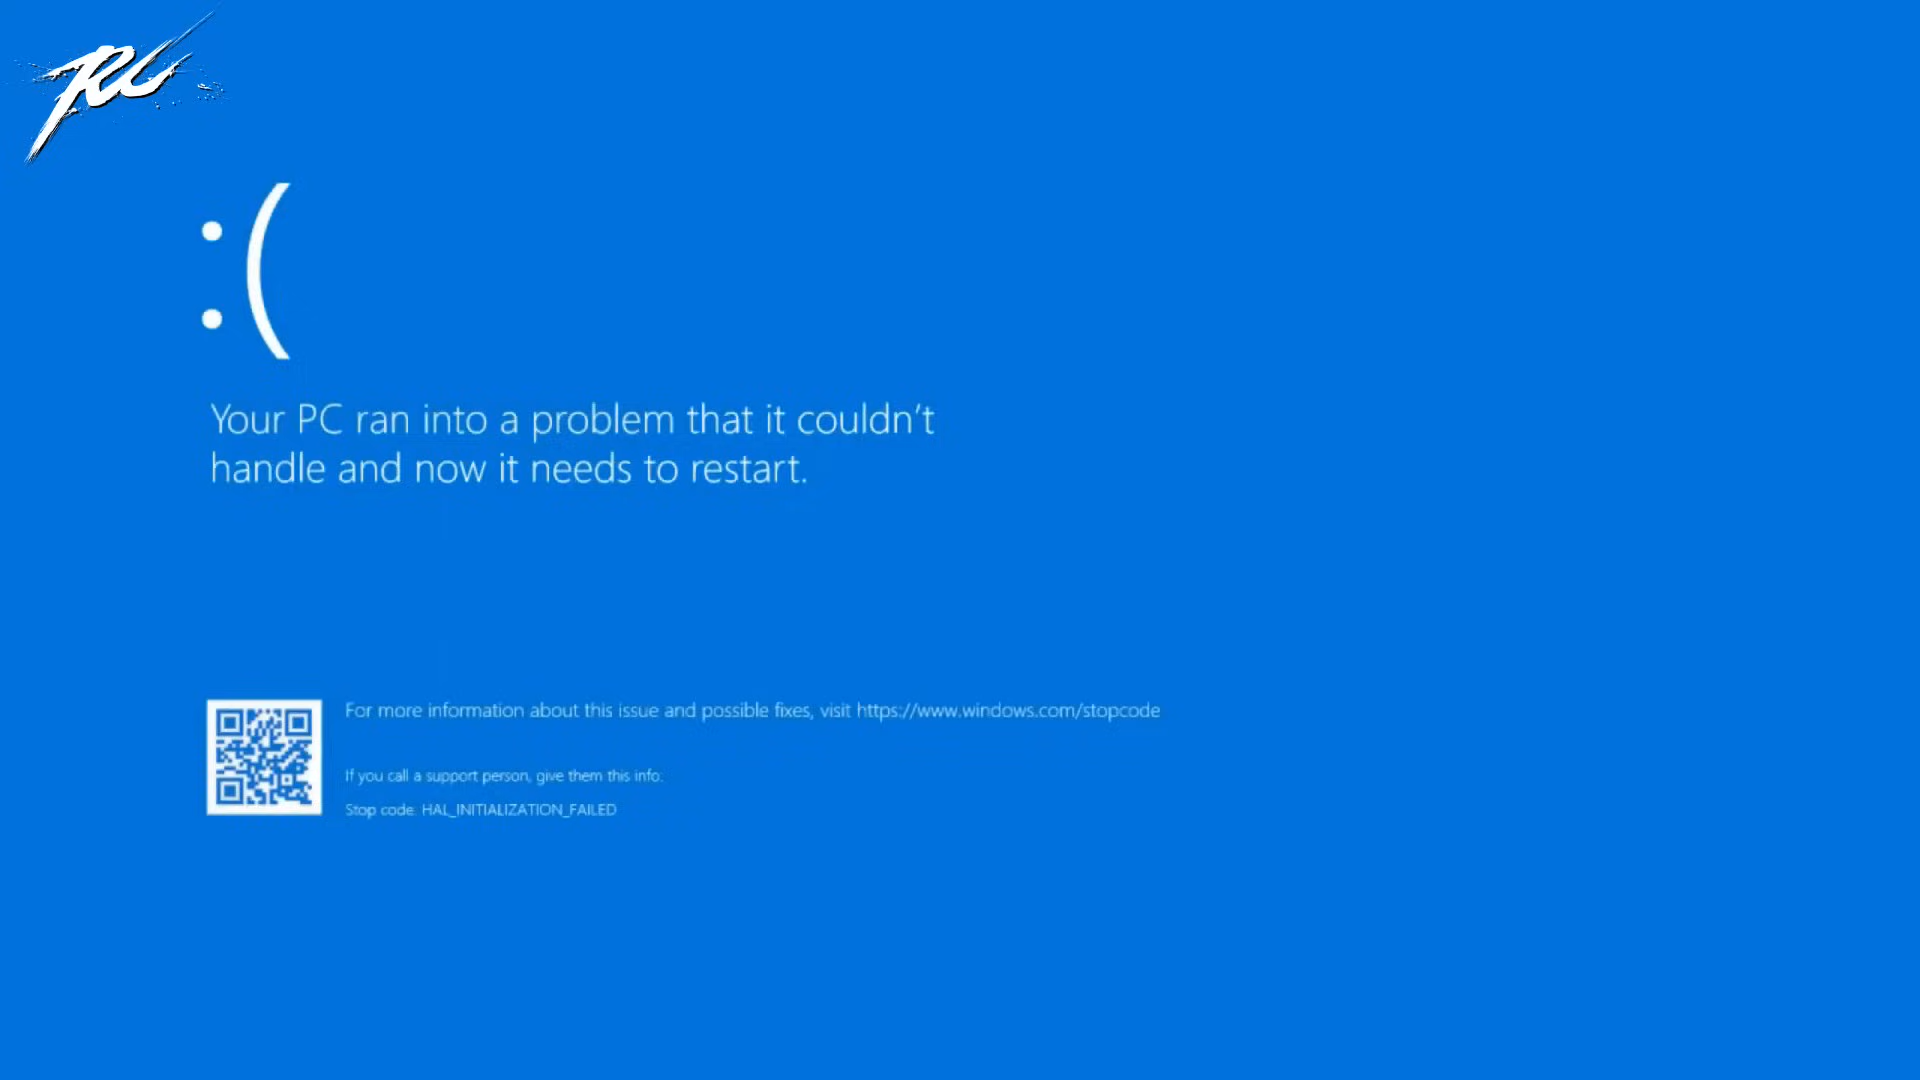 RG
:(
Your PC ran into a problem that it couldn't
handle and now it needs to restart.
For more information about this issue and possible fixes, visit https://www.windows.com/stopcode
If you call a support person, give them this info:
Stop code: HAL_INITIALIZATION_FAILED